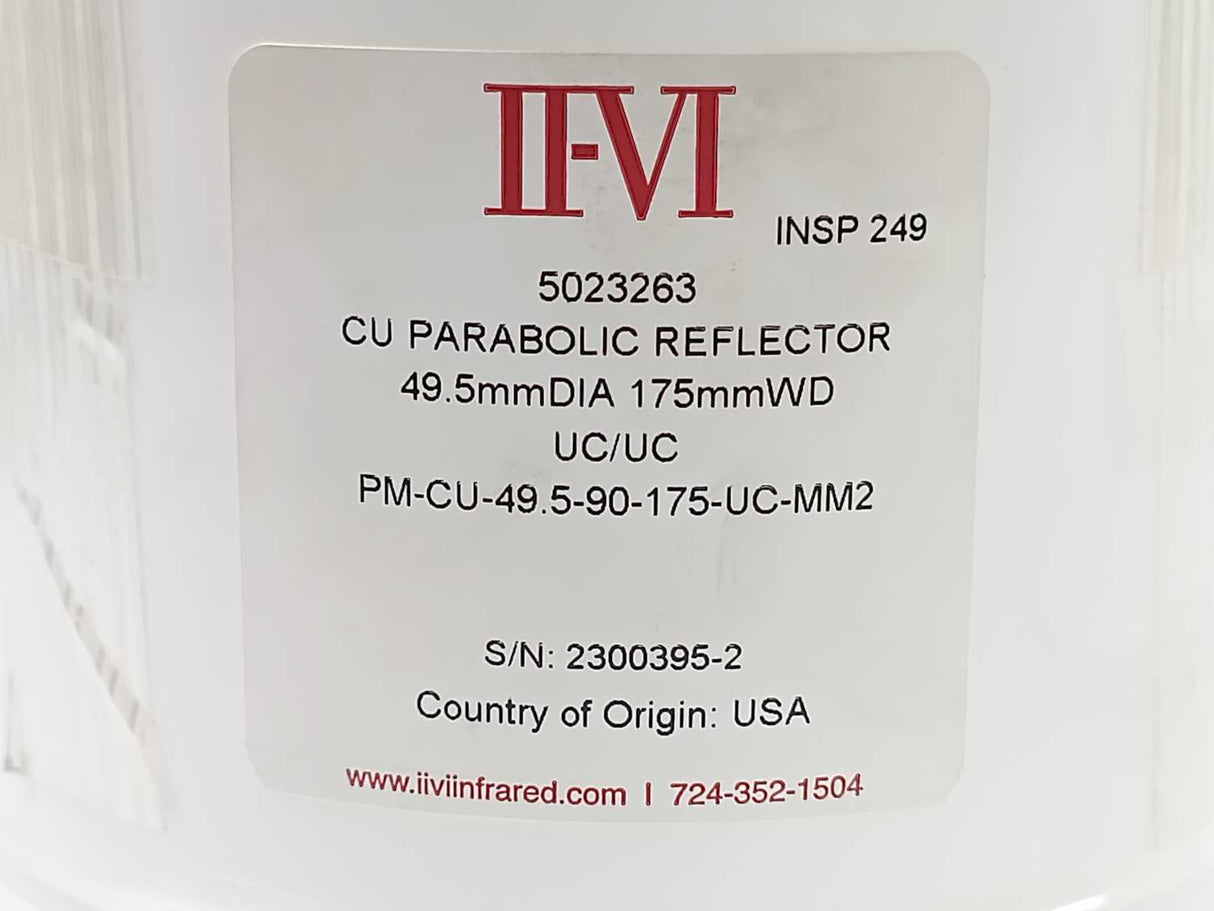 II-VI
INSP 249
5023263
CU PARABOLIC REFLECTOR
49.5mmDIA 175mmWD
UC/UC
PM-CU-49.5-90-175-UC-MM2
S/N: 2300395-2
Country of Origin: USA
www.iiviinfrared.com | 724-352-1504